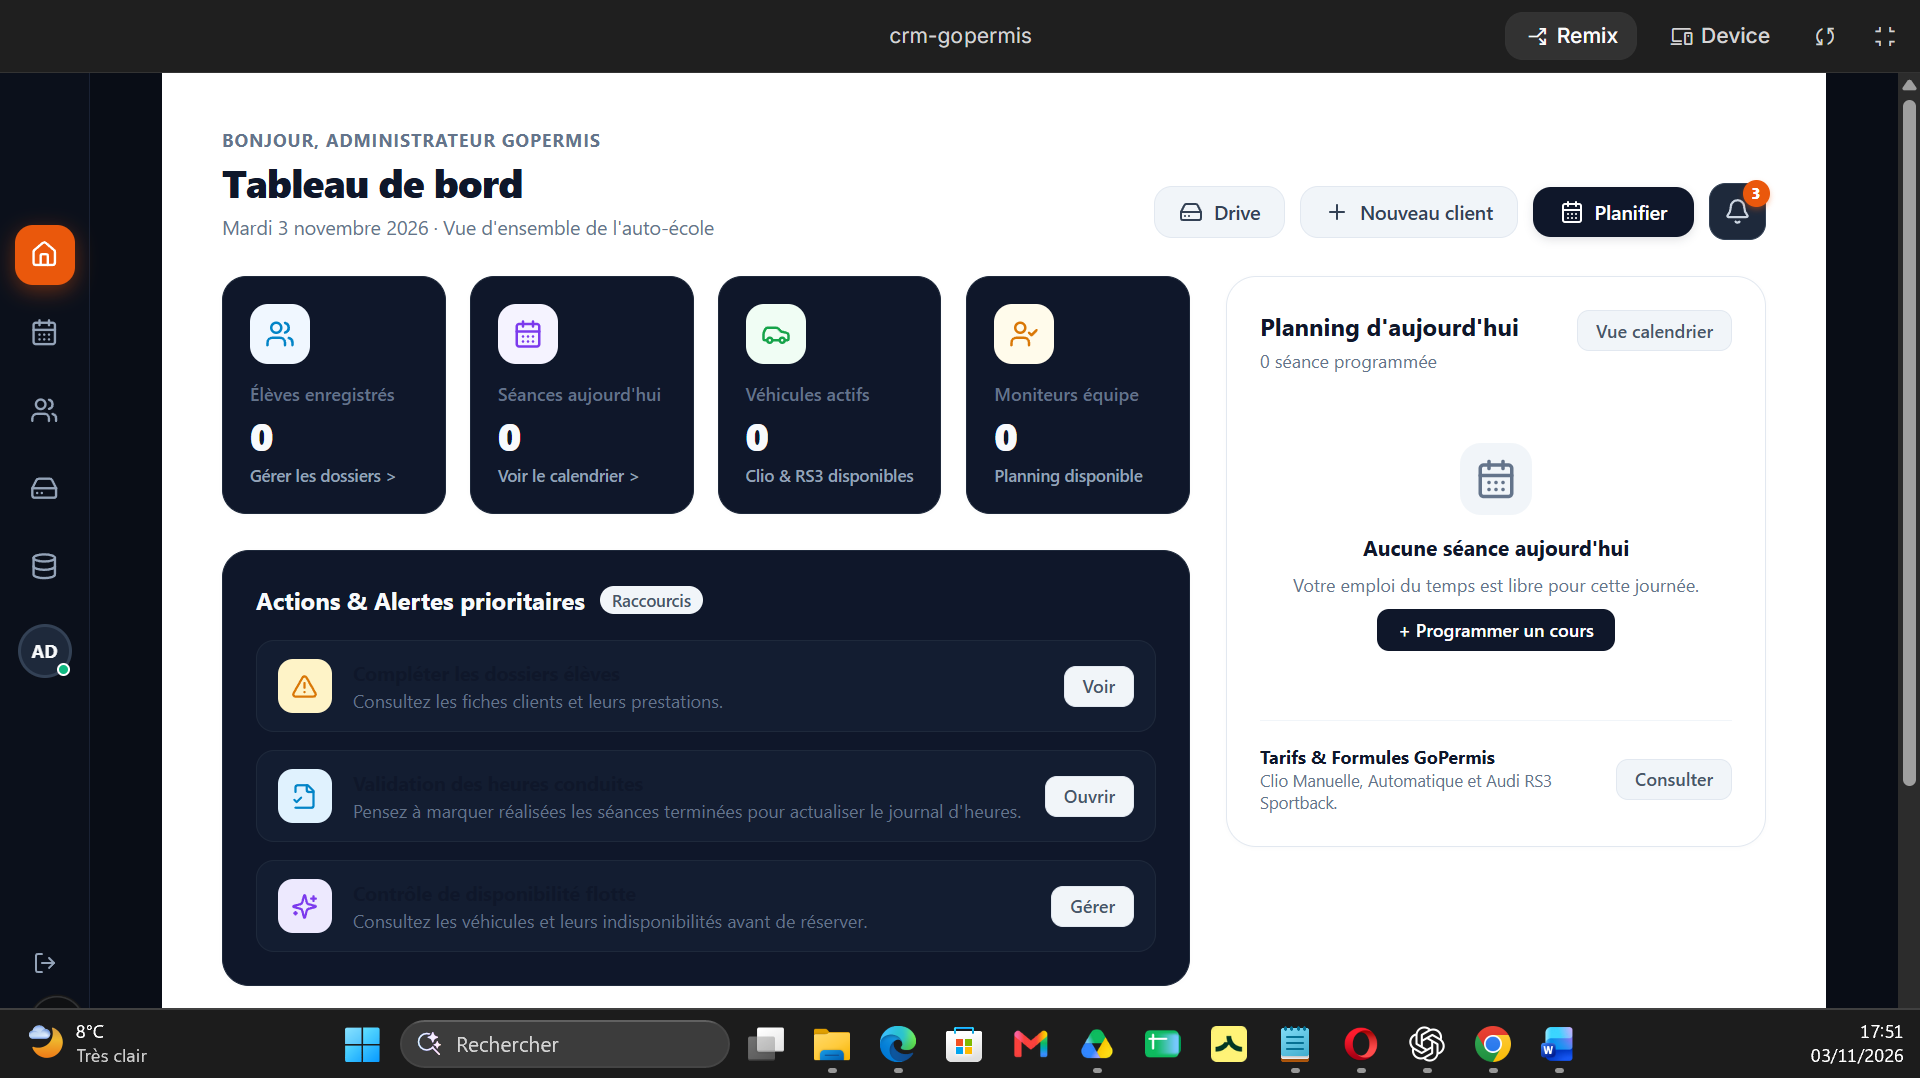 crm-gopermis
Remix
Device
BONJOUR, ADMINISTRATEUR GOPERMIS
Tableau de bord
Mardi 3 novembre 2026 · Vue d'ensemble de l'auto-école
Drive
+ Nouveau client
Planifier
3
Élèves enregistrés
0
Gérer les dossiers >
Séances aujourd'hui
0
Voir le calendrier >
Véhicules actifs
0
Clio & RS3 disponibles
Moniteurs équipe
0
Planning disponible
Planning d'aujourd'hui
0 séance programmée
Vue calendrier
Aucune séance aujourd'hui
Votre emploi du temps est libre pour cette journée.
+ Programmer un cours
Tarifs & Formules GoPermis
Clio Manuelle, Automatique et Audi RS3
Sportback.
Consulter
Actions & Alertes prioritaires
Raccourcis
Compléter les dossiers élèves
Consultez les fiches clients et leurs prestations.
Voir
Validation des heures conduites
Pensez à marquer réalisées les séances terminées pour actualiser le journal d'heures.
Ouvrir
Contrôle de disponibilité flotte
Consultez les véhicules et leurs indisponibilités avant de réserver.
Gérer
AD
8°C
Très clair
Rechercher
W
17:51
03/11/2026